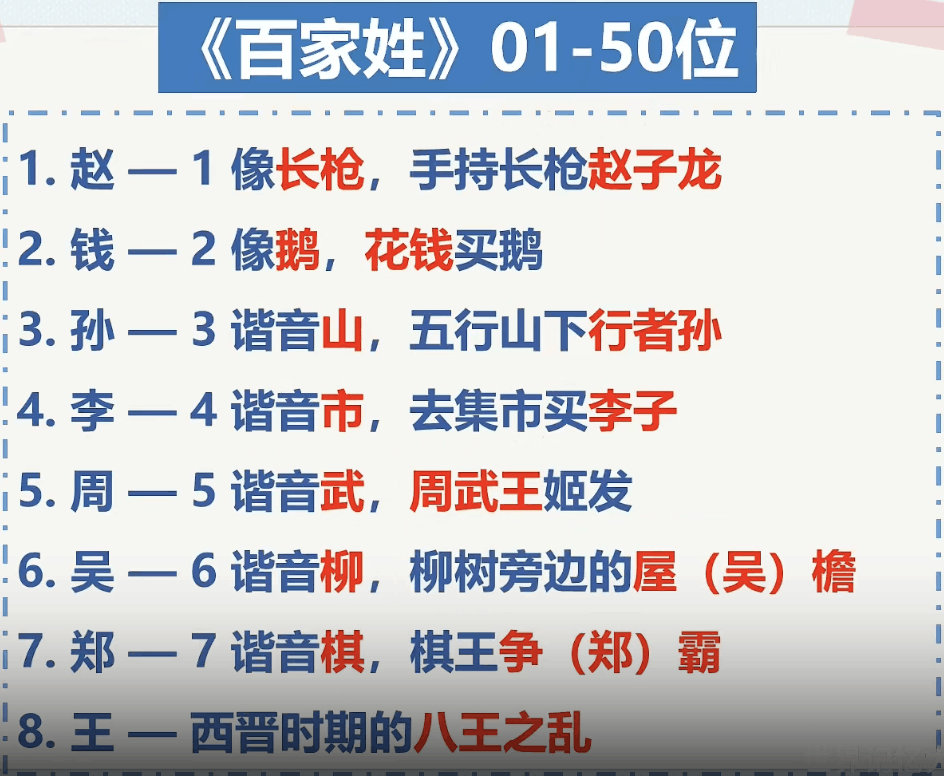 《百家姓》01-50位
1. 赵 — 1 像长枪，手持长枪赵子龙
2. 钱 — 2 像鹅，花钱买鹅
3. 孙 — 3 谐音山，五行山下行者孙
4. 李 — 4 谐音市，去集市买李子
5. 周 — 5 谐音武，周武王姬发
6. 吴 — 6 谐音柳，柳树旁边的屋（吴）檐
7. 郑 — 7 谐音棋，棋王争（郑）霸
8. 王 — 西晋时期的八王之乱